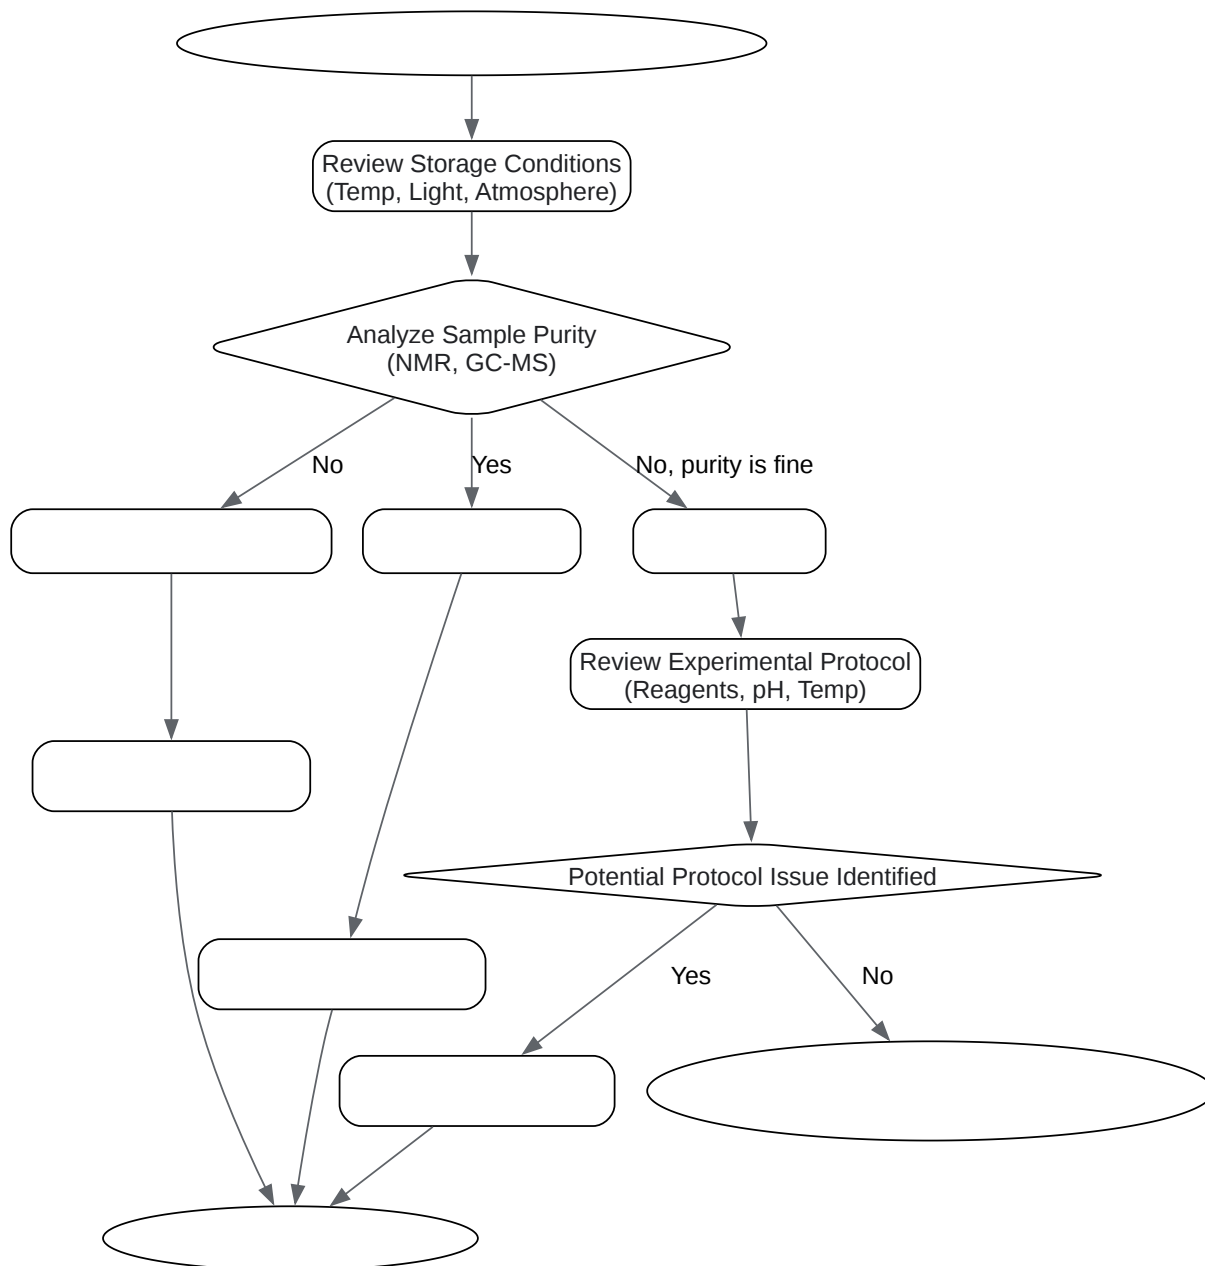 Review Storage Conditions
(Temp, Light, Atmosphere)
Analyze Sample Purity
(NMR, GC-MS)
No
Yes
No, purity is fine
Review Experimental Protocol
(Reagents, pH, Temp)
Potential Protocol Issue Identified
Yes
No